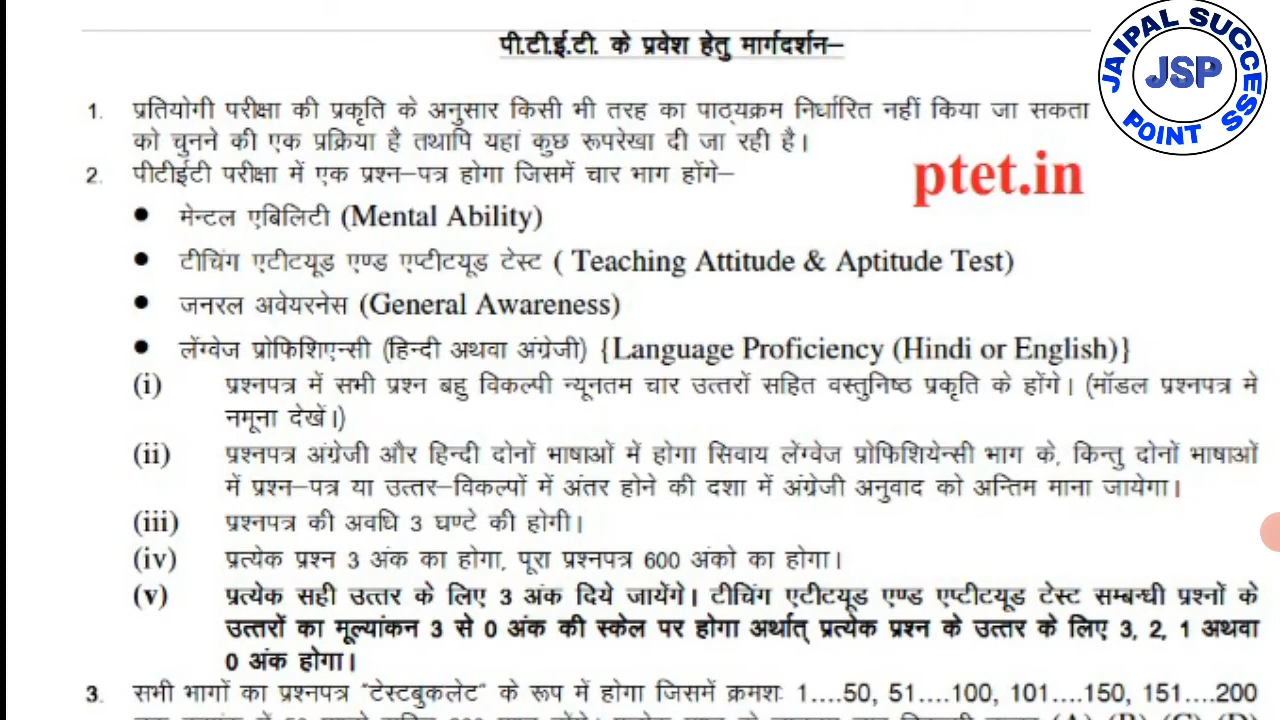 पी.टी.ई.टी. के प्रवेश हेतु मार्गदर्शन–
JAIPAL SUCCESS
JSP
POINT
1. प्रतियोगी परीक्षा की प्रकृति के अनुसार किसी भी तरह का पाठ्यक्रम निर्धारित नहीं किया जा सकता
को चुनने की एक प्रक्रिया है तथापि यहां कुछ रूपरेखा दी जा रही है।
2. पीटीईटी परीक्षा में एक प्रश्न–पत्र होगा जिसमें चार भाग होंगे–
ptet.in
● मेन्टल एबिलिटी (Mental Ability)
● टीचिंग एटीटयूड एण्ड एप्टीटयूड टेस्ट ( Teaching Attitude & Aptitude Test)
● जनरल अवेयरनेस (General Awareness)
● लेंग्वेज प्रोफिशिएन्सी (हिन्दी अथवा अंग्रेजी) {Language Proficiency (Hindi or English)}
(i) प्रश्नपत्र में सभी प्रश्न बहु विकल्पी न्यूनतम चार उत्तरों सहित वस्तुनिष्ठ प्रकृति के होंगे। (मॉडल प्रश्नपत्र मे
नमूना देखें।)
(ii) प्रश्नपत्र अंग्रेजी और हिन्दी दोनों भाषाओं में होगा सिवाय लेंग्वेज प्रोफिशियेन्सी भाग के, किन्तु दोनों भाषाओं
में प्रश्न–पत्र या उत्तर–विकल्पों में अंतर होने की दशा में अंग्रेजी अनुवाद को अन्तिम माना जायेगा।
(iii) प्रश्नपत्र की अवधि 3 घण्टे की होगी।
(iv) प्रत्येक प्रश्न 3 अंक का होगा, पूरा प्रश्नपत्र 600 अंको का होगा।
(v) प्रत्येक सही उत्तर के लिए 3 अंक दिये जायेंगे। टीचिंग एटीटयूड एण्ड एप्टीटयूड टेस्ट सम्बन्धी प्रश्नों के
उत्तरों का मूल्यांकन 3 से 0 अंक की स्केल पर होगा अर्थात् प्रत्येक प्रश्न के उत्तर के लिए 3, 2, 1 अथवा
0 अंक होगा।
3. सभी भागों का प्रश्नपत्र "टेस्टबुकलेट" के रूप में होगा जिसमें क्रमशः 1....50, 51....100, 101....150, 151....200